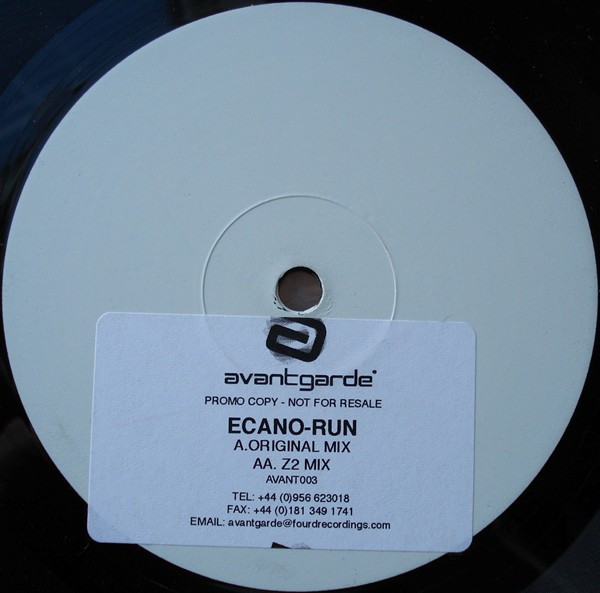 avantgarde
PROMO COPY - NOT FOR RESALE
ECANO-RUN
A.ORIGINAL MIX
AA. Z2 MIX
AVANT003
TEL: +44 (0)956 623018
FAX: +44 (0)181 349 1741
EMAIL: avantgarde@fourdrecordings.com